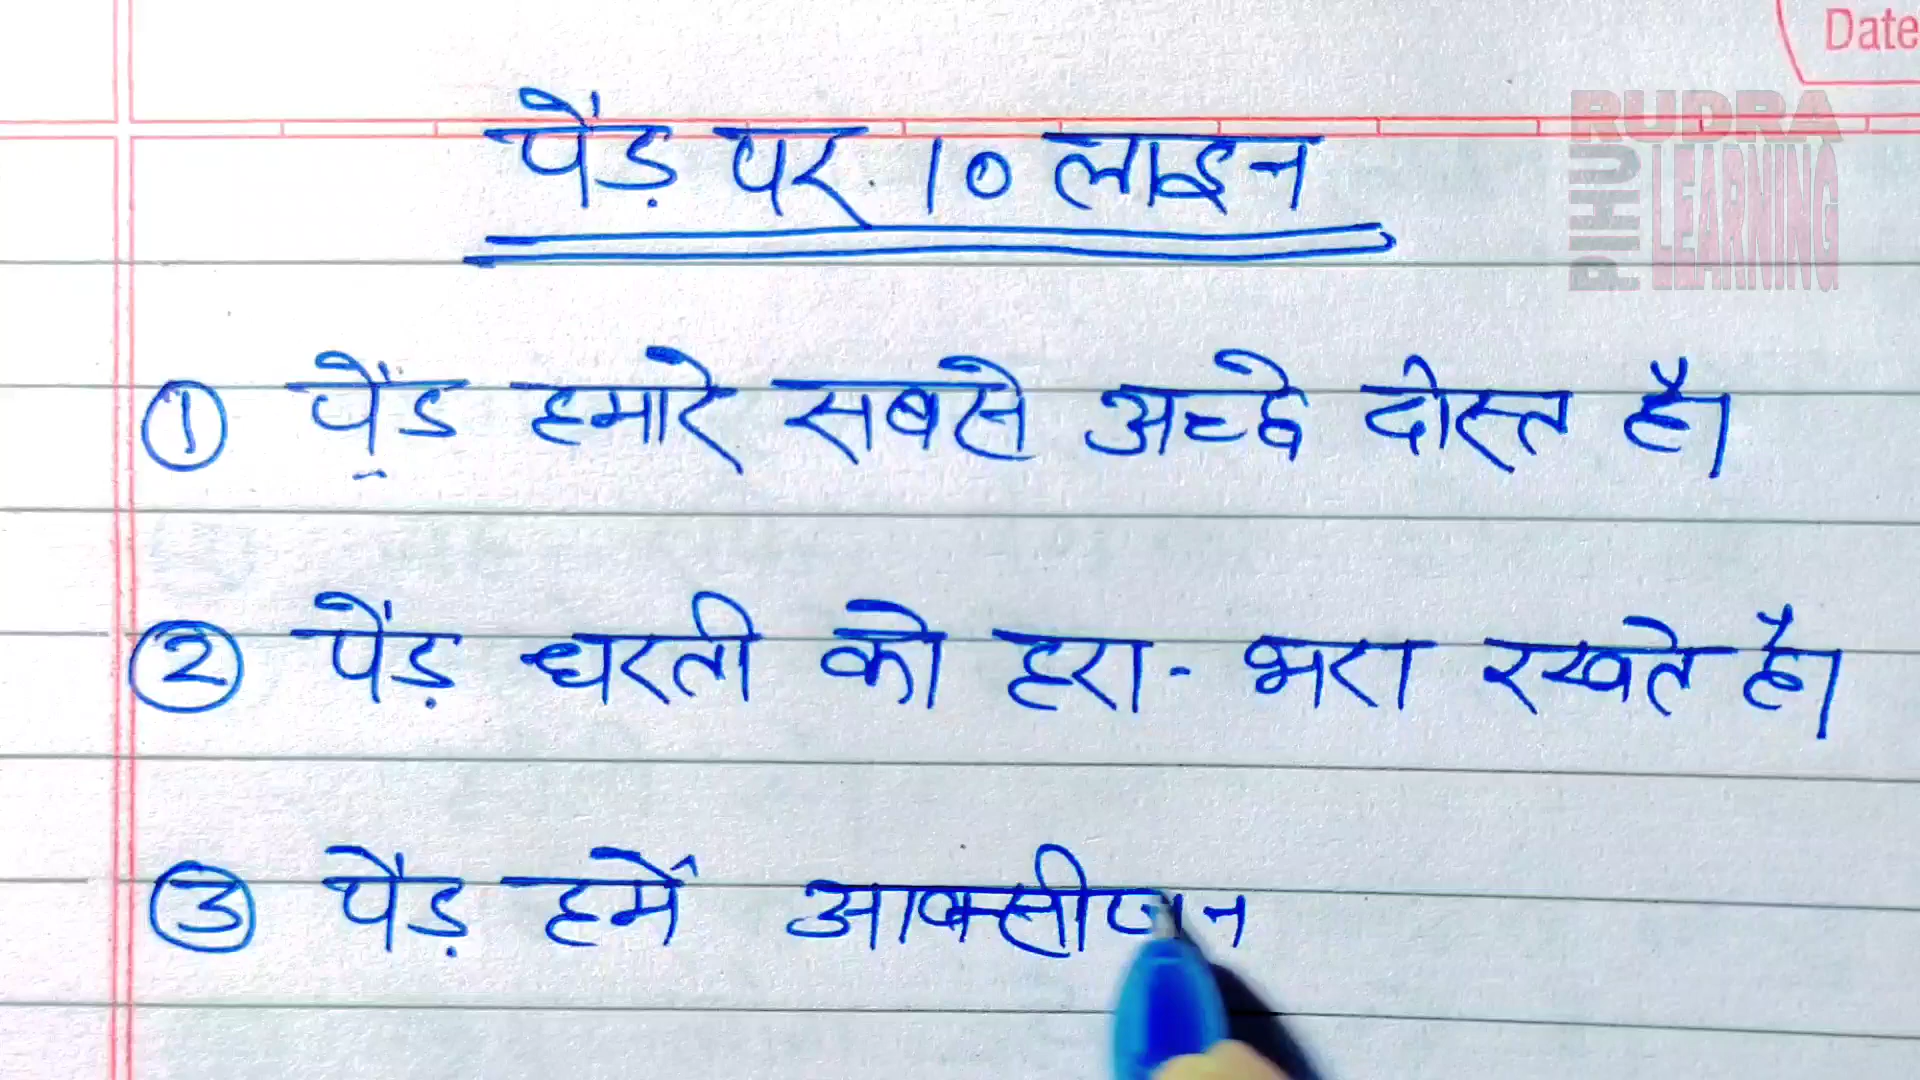 Date
RUDRA
PIHU LEARNING
पेंड़ पर 10 लाइन
① पेंड़ हमारे सबसे अच्छे दोस्त है।
② पेंड़ धरती को हरा-भरा रखते है।
③ पेंड़ हमें आक्सीजन